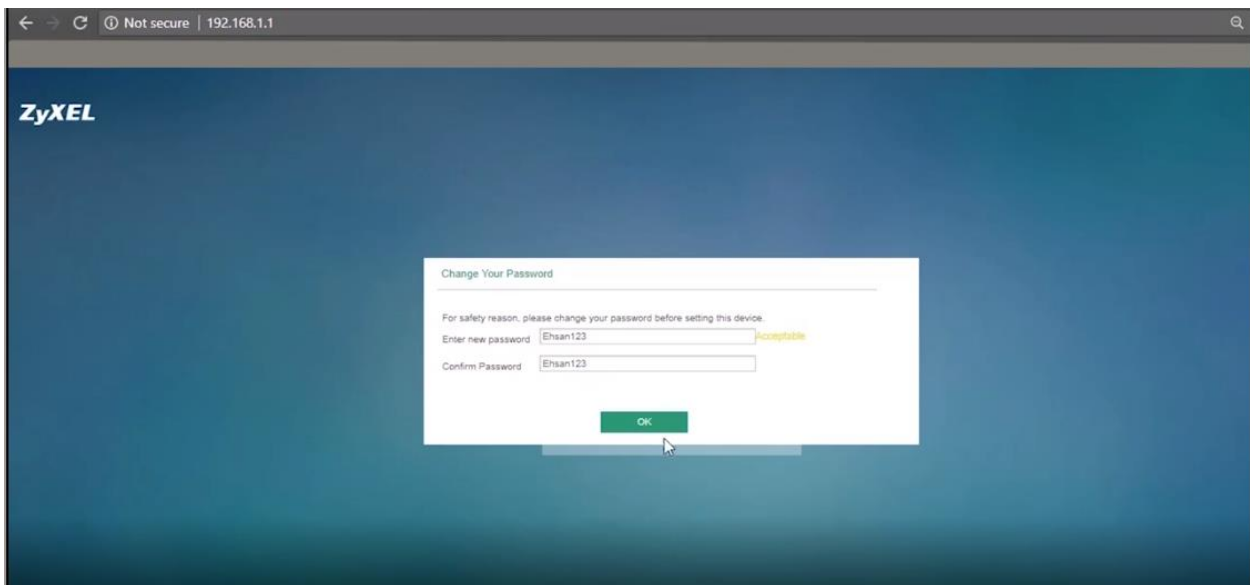 Not secure | 192.168.1.1
ZyXEL
Change Your Password
For safety reason, please change your password before setting this device.
Enter new password Ehsan123 Acceptable
Confirm Password Ehsan123
OK